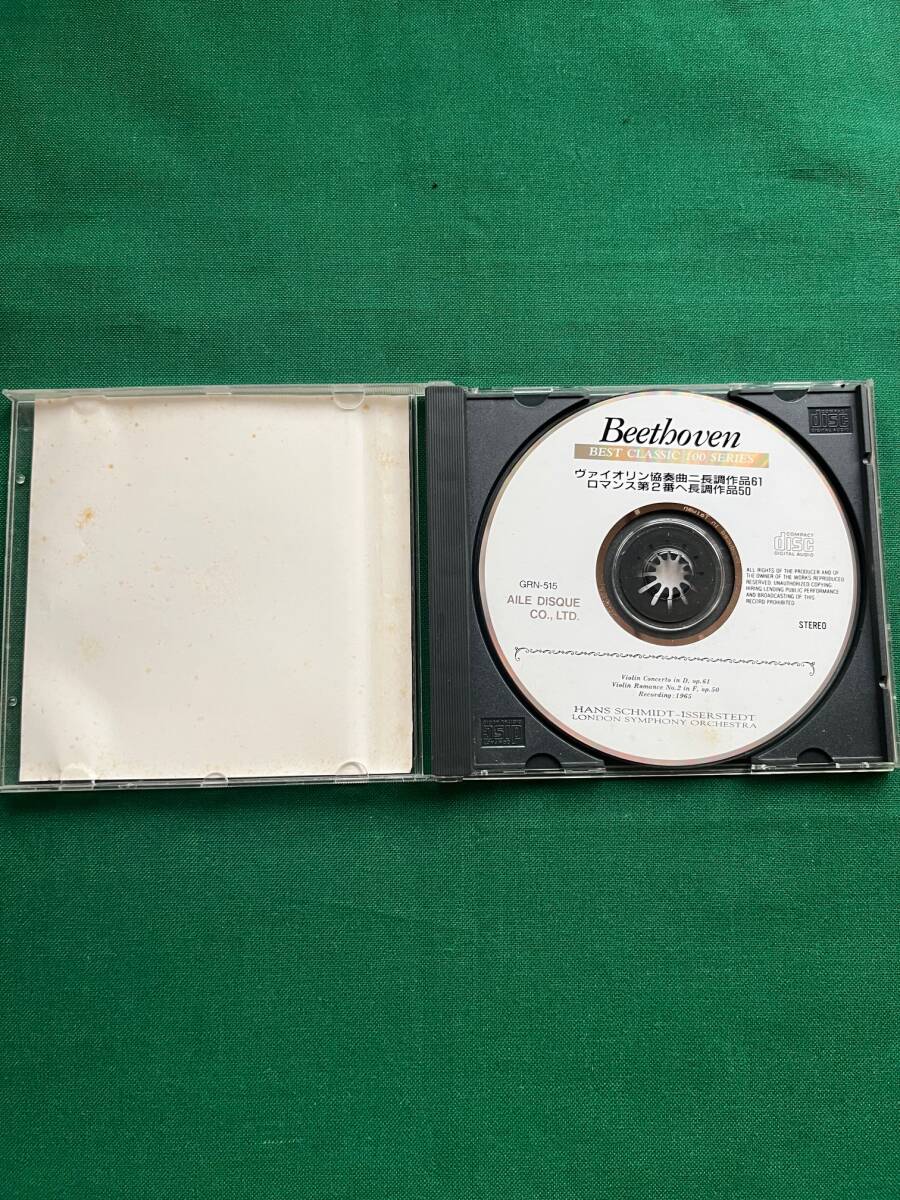 Beethoven
BEST CLASSIC 100 SERIES
ヴァイオリン協奏曲ニ長調作品61
ロマンス第2番ヘ長調作品50
COMPACT
disc
DIGITAL AUDIO
GRN-515
AILE DISQUE
CO., LTD.
ALL RIGHTS OF THE PRODUCER AND OF
THE OWNER OF THE WORKS REPRODUCED
RESERVED. UNAUTHORIZED COPYING.
HIRING LENDING PUBLIC PERFORMANCE
AND BROADCASTING OF THIS
RECORD PROHIBITED
STEREO
Violin Concerto in D, op.61
Violin Romance No.2 in F, op.50
Recording: 1965
HANS SCHMIDT-ISSERSTEDT
LONDON SYMPHONY ORCHESTRA
COMPACT
disc
DIGITAL AUDIO